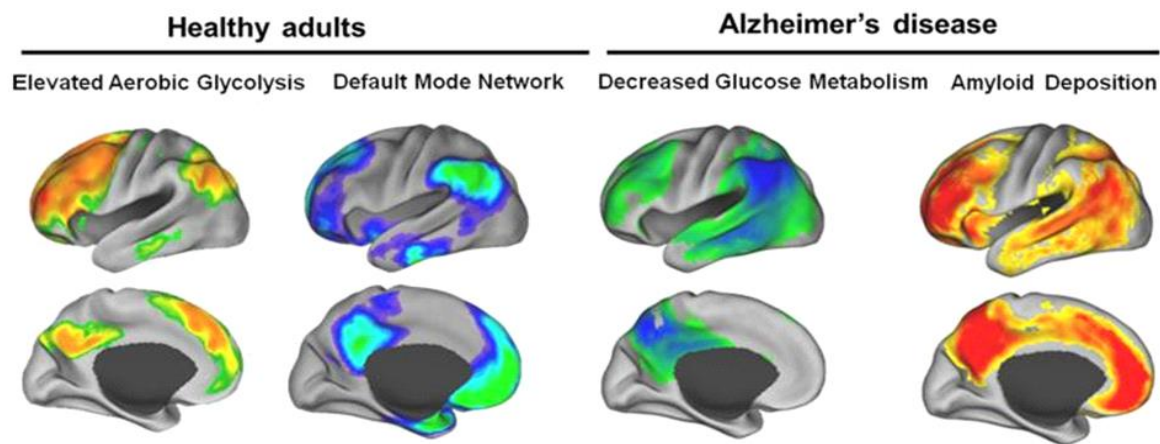 Healthy adults
Alzheimer's disease
Elevated Aerobic Glycolysis
Default Mode Network
Decreased Glucose Metabolism
Amyloid Deposition